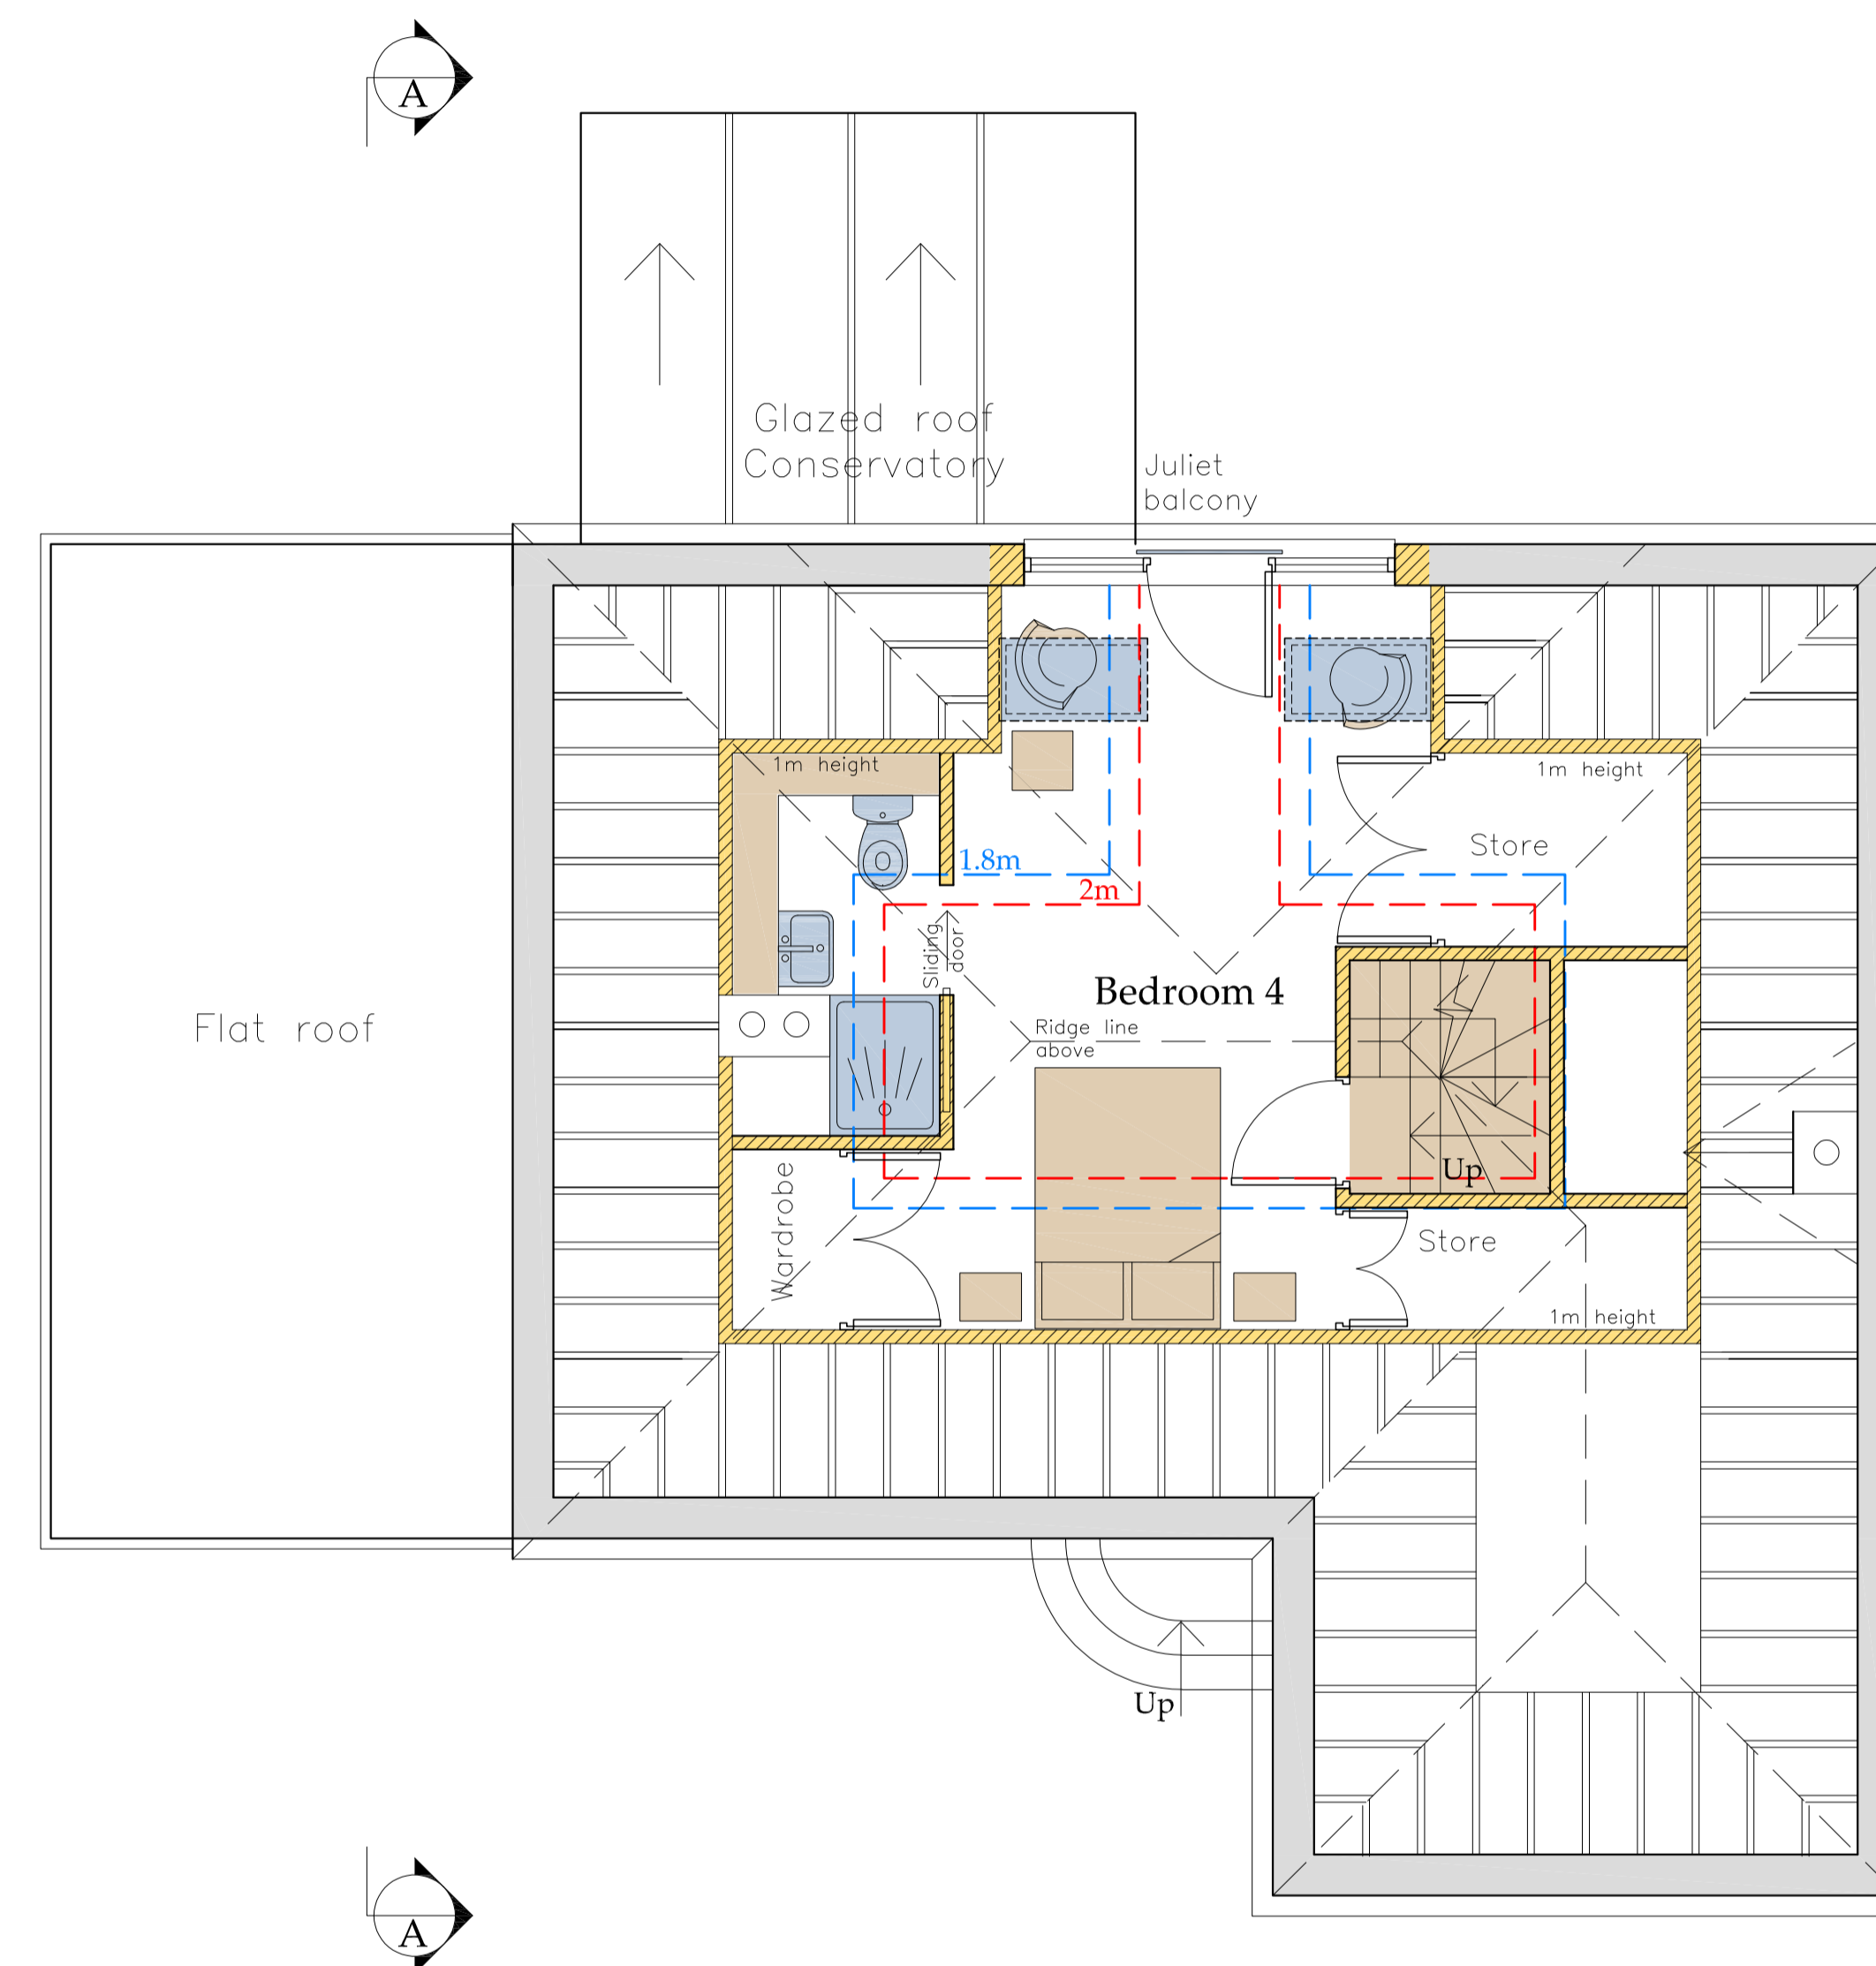 A
Glazed roof
Conservatory
Juliet
balcony
1m height
1m height
Store
1.8m
2m
Sliding
door
Bedroom 4
Flat roof
Ridge line
above
Up
Wardrobe
Store
1m height
Up
A